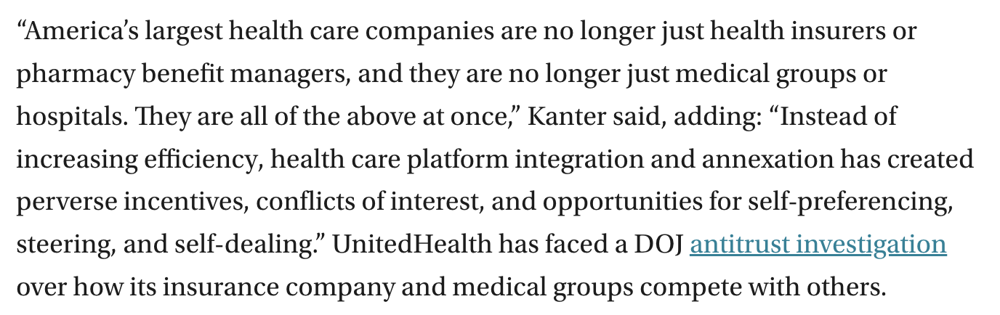 “America’s largest health care companies are no longer just health insurers or
pharmacy benefit managers, and they are no longer just medical groups or
hospitals. They are all of the above at once,” Kanter said, adding: “Instead of
increasing efficiency, health care platform integration and annexation has created
perverse incentives, conflicts of interest, and opportunities for self-preferencing,
steering, and self-dealing.” UnitedHealth has faced a DOJ antitrust investigation
over how its insurance company and medical groups compete with others.